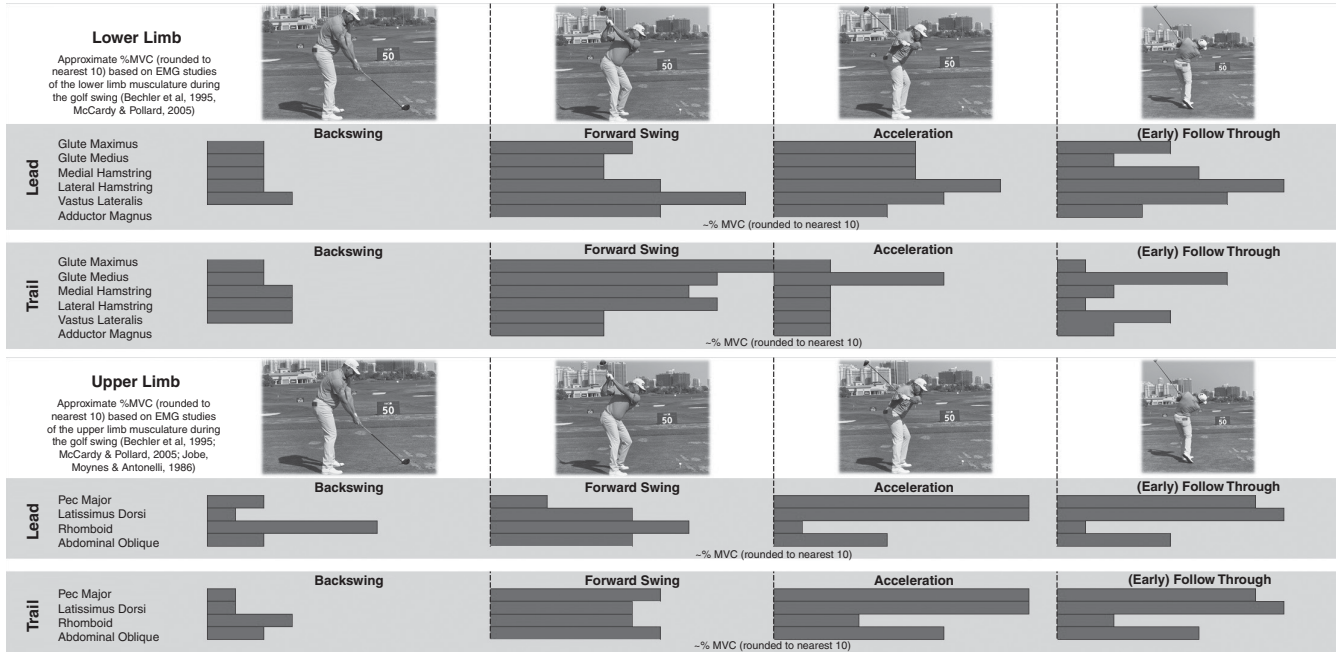 Lower Limb
Approximate %MVC (rounded to
nearest 10) based on EMG studies
of the lower limb musculature during
the golf swing (Bechler et al, 1995,
McCardy & Pollard, 2005)
50
50
50
50
Lead
Backswing
Forward Swing
Acceleration
(Early) Follow Through
Glute Maximus
Glute Medius
Medial Hamstring
Lateral Hamstring
Vastus Lateralis
Adductor Magnus
~% MVC (rounded to nearest 10)
Trail
Backswing
Forward Swing
Acceleration
(Early) Follow Through
Glute Maximus
Glute Medius
Medial Hamstring
Lateral Hamstring
Vastus Lateralis
Adductor Magnus
~% MVC (rounded to nearest 10)
Upper Limb
Approximate %MVC (rounded to
nearest 10) based on EMG studies
of the upper limb musculature during
the golf swing (Bechler et al, 1995;
McCardy & Pollard, 2005; Jobe,
Moynes & Antonelli, 1986)
50
50
50
50
Lead
Backswing
Forward Swing
Acceleration
(Early) Follow Through
Pec Major
Latissimus Dorsi
Rhomboid
Abdominal Oblique
~% MVC (rounded to nearest 10)
Trail
Backswing
Forward Swing
Acceleration
(Early) Follow Through
Pec Major
Latissimus Dorsi
Rhomboid
Abdominal Oblique
~% MVC (rounded to nearest 10)